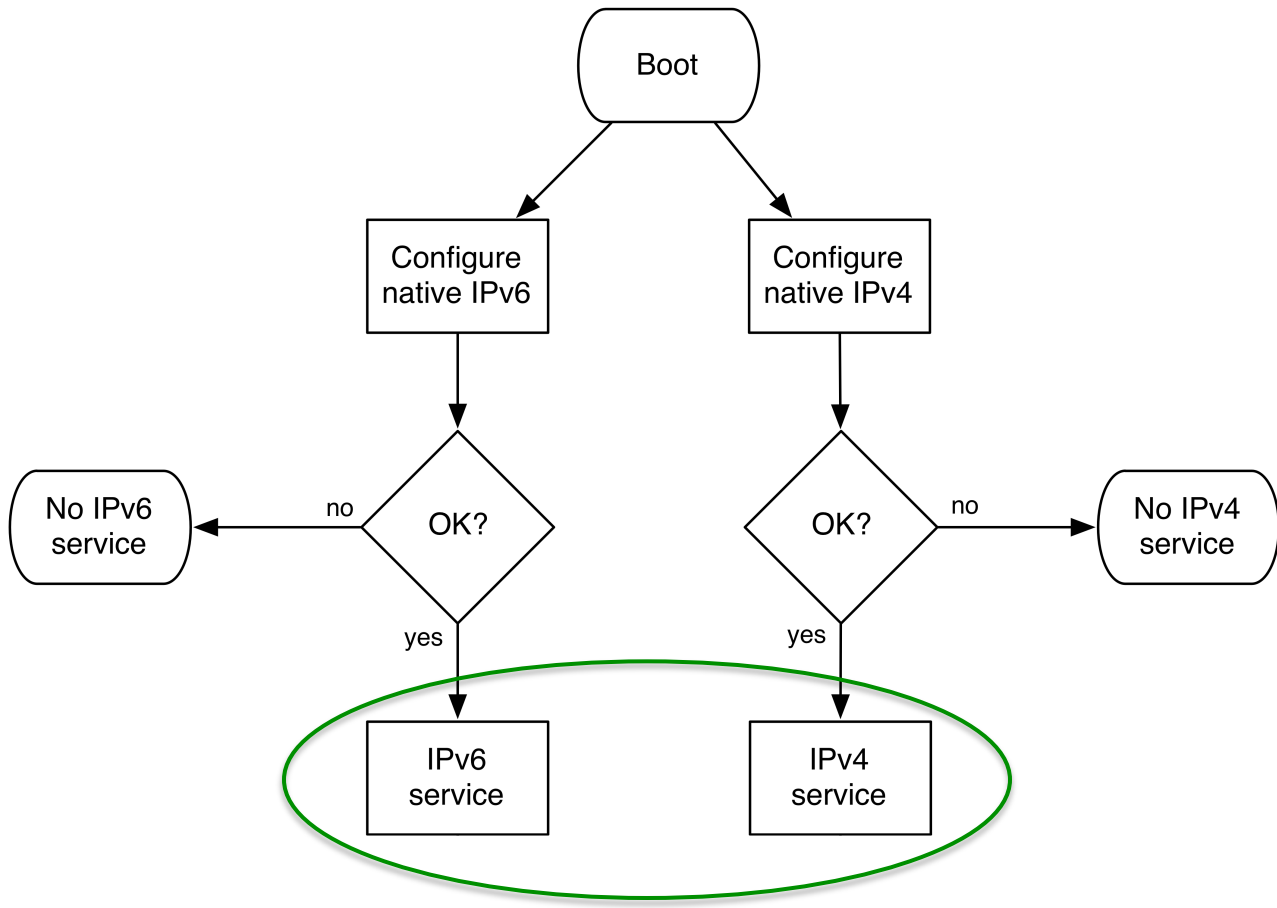 Boot
Configure
native IPv6
Configure
native IPv4
No IPv6
service
no
OK?
OK?
no
No IPv4
service
yes
yes
IPv6
service
IPv4
service